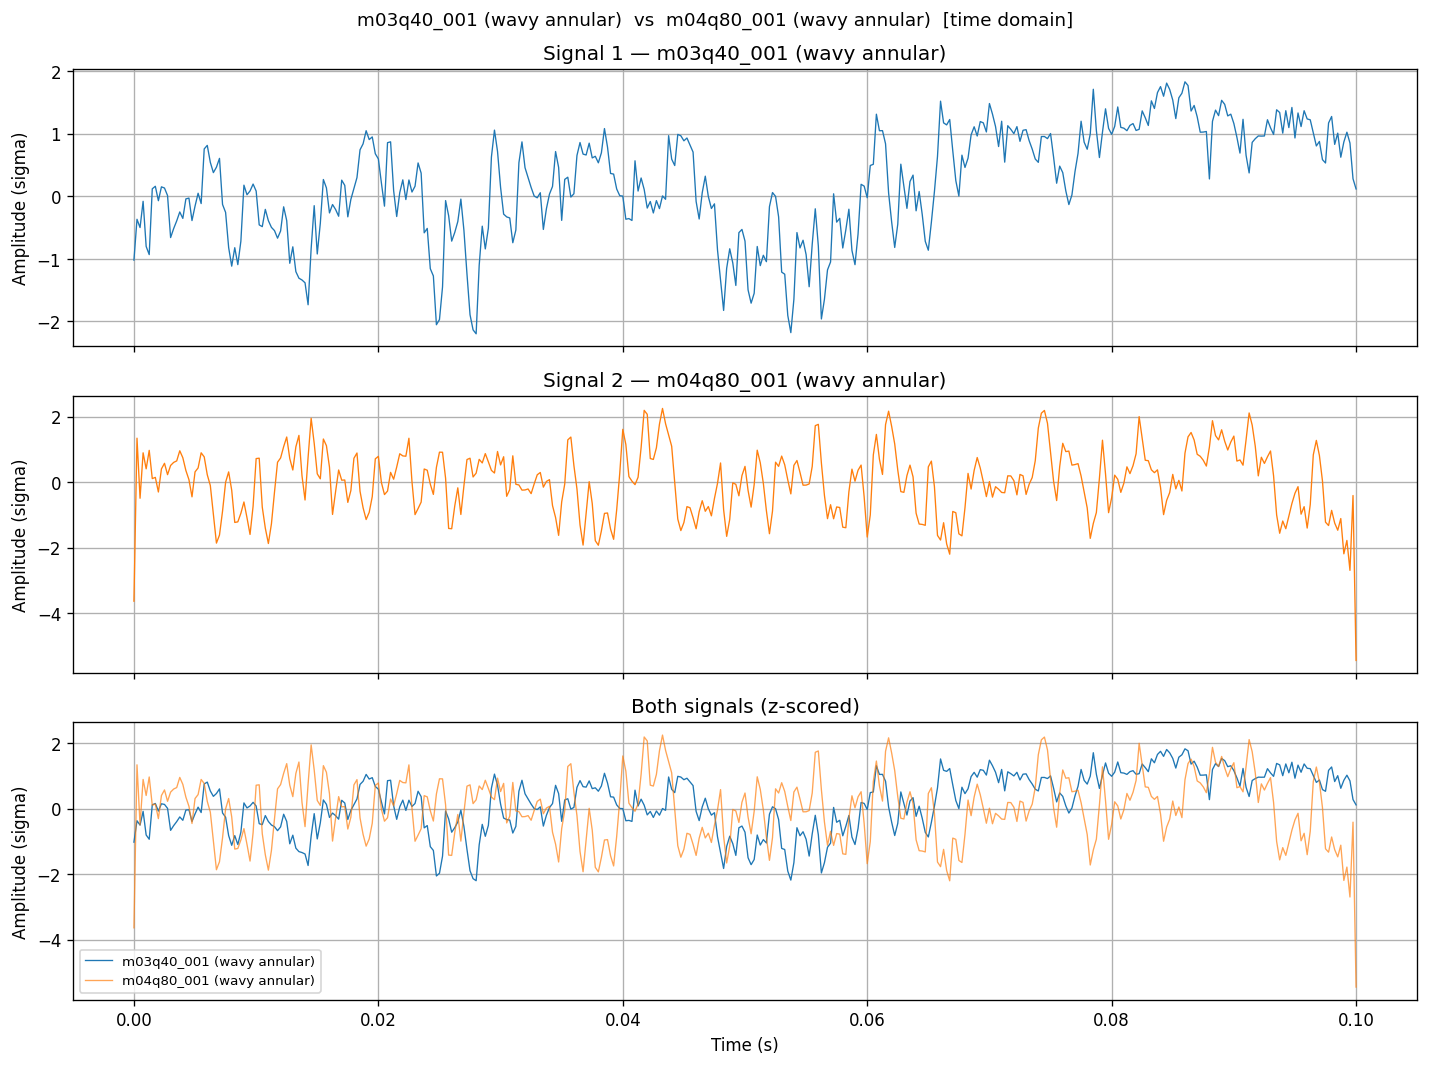 m03q40_001 (wavy annular)  vs  m04q80_001 (wavy annular)  [time domain]
Signal 1 — m03q40_001 (wavy annular)
Amplitude (sigma)
2
1
0
−1
−2
Signal 2 — m04q80_001 (wavy annular)
Amplitude (sigma)
2
0
−2
−4
Both signals (z-scored)
Amplitude (sigma)
2
0
−2
−4
m03q40_001 (wavy annular)
m04q80_001 (wavy annular)
0.00 0.02 0.04 0.06 0.08 0.10
Time (s)